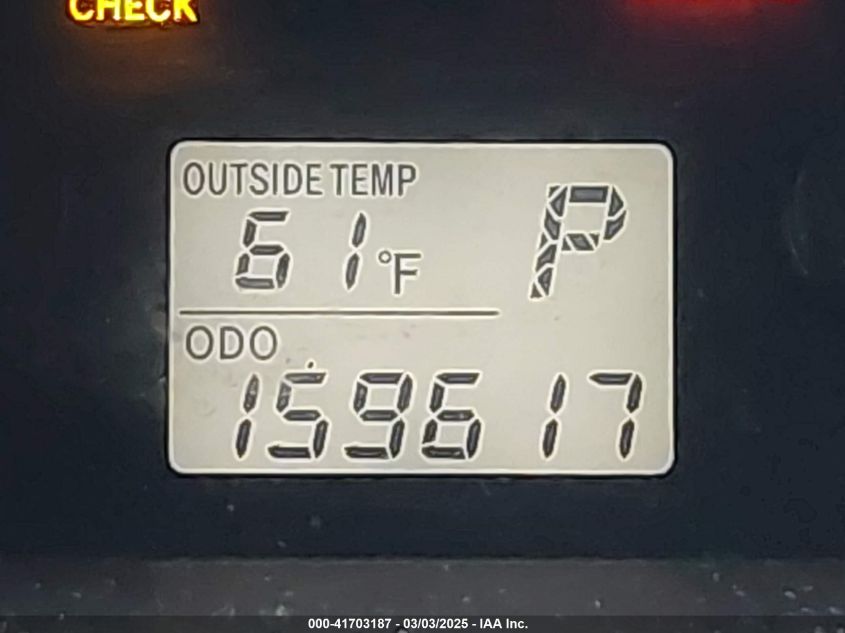 CHECK
OUTSIDE TEMP
61°F P
ODO
159617
000-41703187 - 03/03/2025 - IAA Inc.